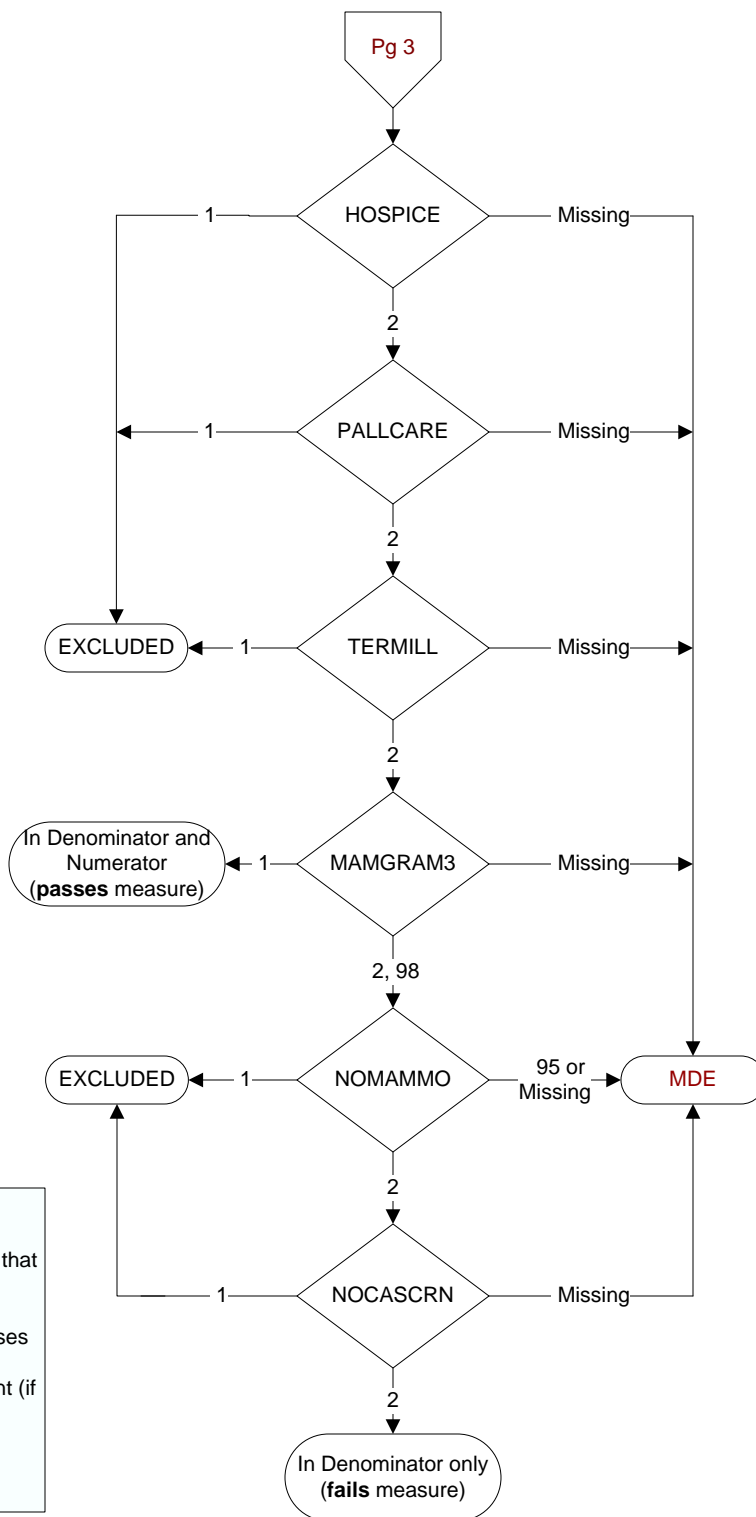 Pg 3
HOSPICE
1
Missing
2
PALLCARE
1
Missing
2
TERMILL
EXCLUDED
1
Missing
2
MAMGRAM3
In Denominator and
Numerator
(passes measure)
1
Missing
2, 98
NOMAMMO
EXCLUDED
1
95 or
Missing
MDE
2
NOCASCRN
1
Missing
2
In Denominator only
(fails measure)
that
nt (if